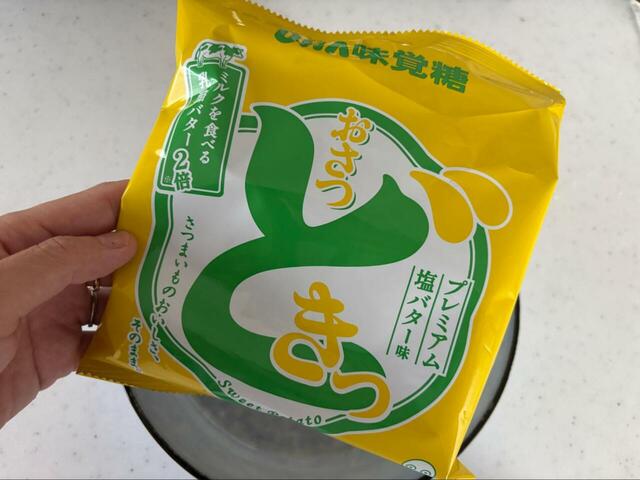 UHA味覚糖
ミルクを食べる
乳酪バター2倍
おさつ
ど
きっ
プレミアム
塩バター味
さつまいものおいしさ、
そのまま。
Sweet Potato